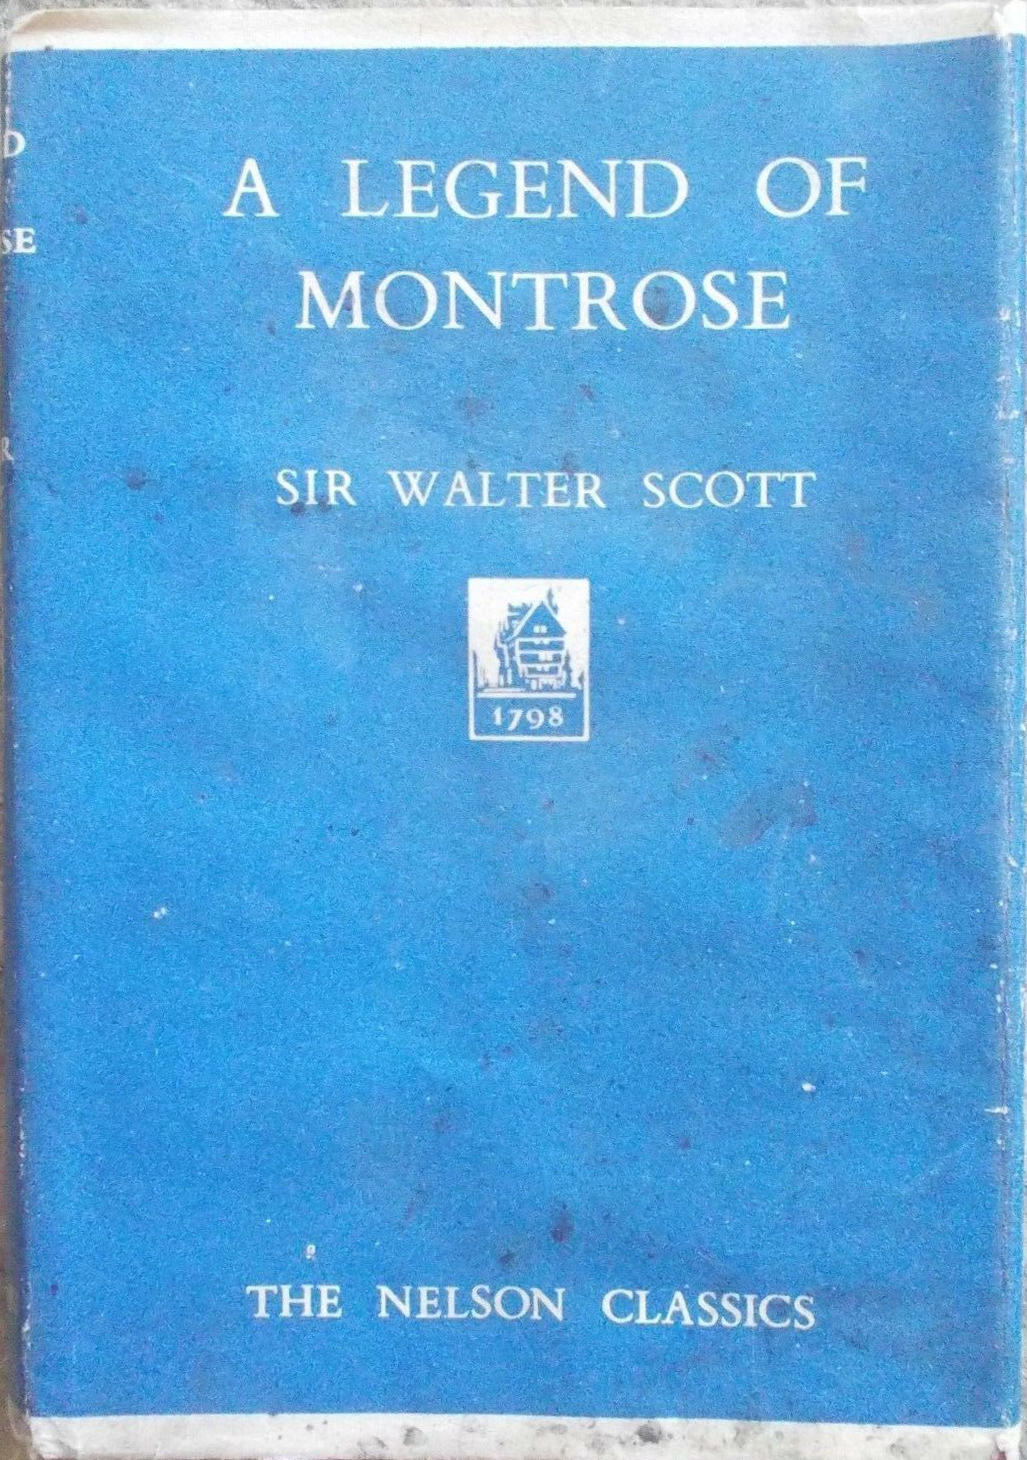 A LEGEND OF
MONTROSE
SIR WALTER SCOTT
1798
THE NELSON CLASSICS